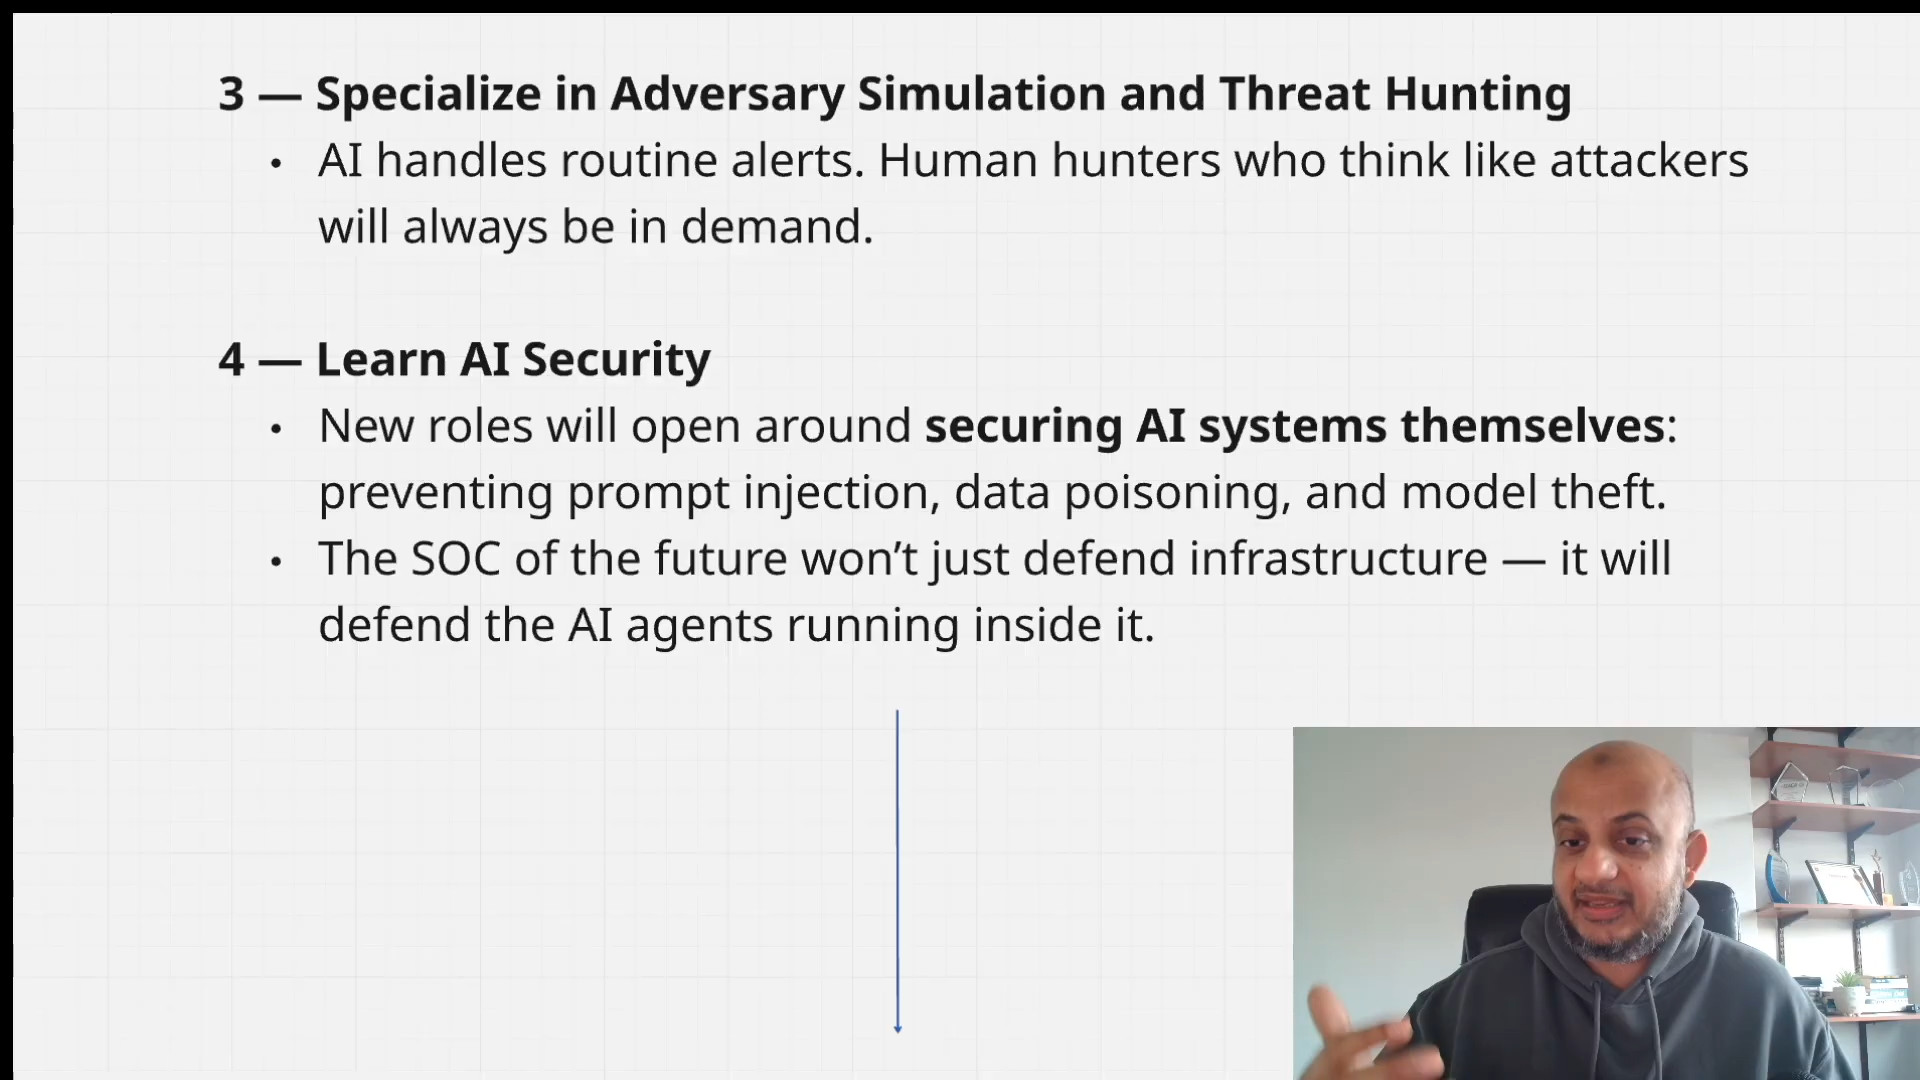 3 — Specialize in Adversary Simulation and Threat Hunting
• AI handles routine alerts. Human hunters who think like attackers
will always be in demand.
4 — Learn AI Security
• New roles will open around securing AI systems themselves:
preventing prompt injection, data poisoning, and model theft.
• The SOC of the future won’t just defend infrastructure — it will
defend the AI agents running inside it.